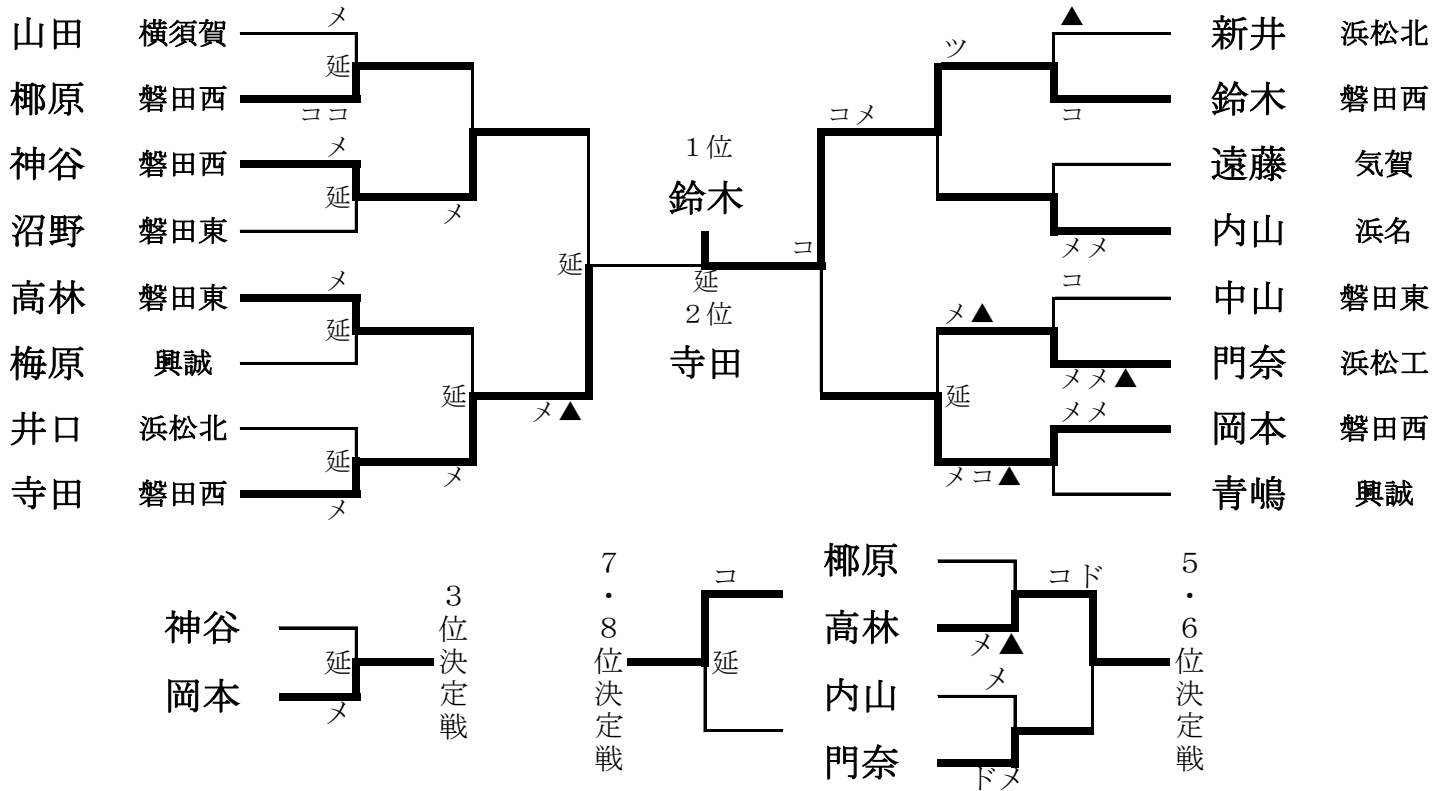 山田 横須賀 メ
延
椰原 磐田西 ココ
神谷 磐田西 メ
延
メ
沼野 磐田東
延
高林 磐田東 メ
延
梅原 興誠
延
メ▲
井口 浜松北
延
メ
寺田 磐田西 メ
1位
鈴木
延
2位
寺田
▲ 新井 浜松北
ツ
コ 鈴木 磐田西
コメ
遠藤 気賀
メメ 内山 浜名
コ
コ 中山 磐田東
メ▲
メメ▲ 門奈 浜松工
延
メメ 岡本 磐田西
メコ▲
青嶋 興誠
神谷
延
岡本
メ
3位決定戦
7・8位決定戦
コ
延
椰原
高林
メ▲
コド
内山
メ
門奈
ドメ
5・6位決定戦